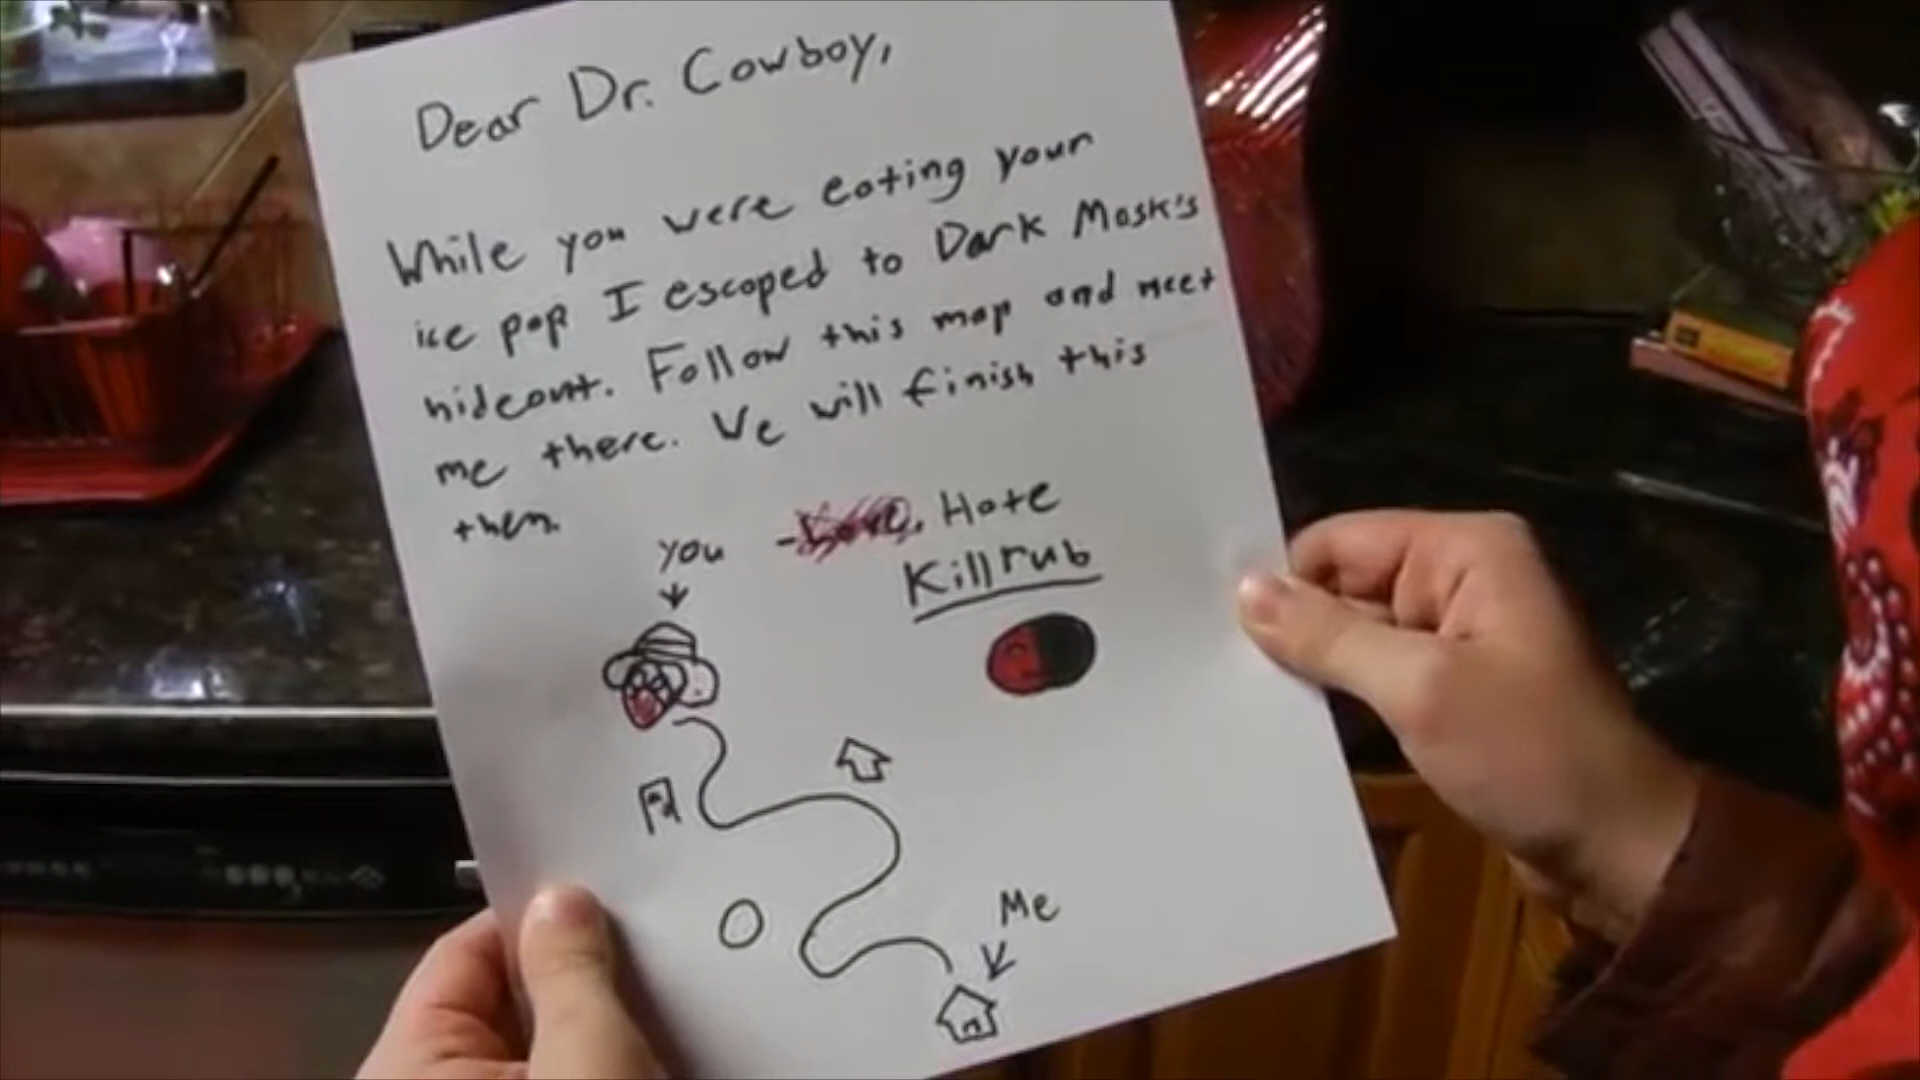 Dear Dr. Cowboy,
While you were eating your
ice pop I escaped to Dark Mask's
hideout. Follow this map and meet
me there. We will finish this
then.
you
-Love, Hate
Killrub
Me